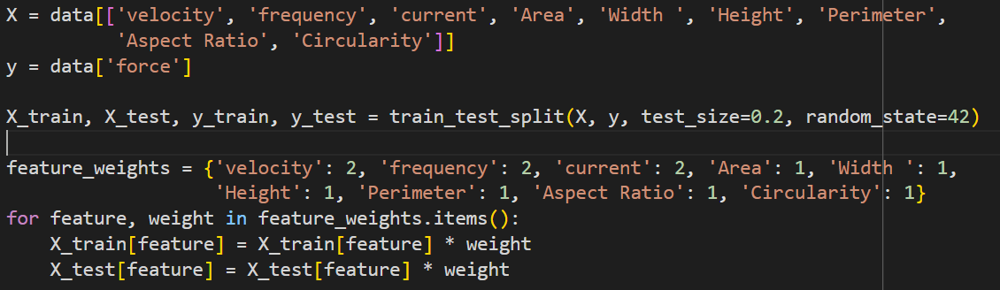 X = data[['velocity', 'frequency', 'current', 'Area', 'Width ', 'Height', 'Perimeter',
'Aspect Ratio', 'Circularity']]
y = data['force']
X_train, X_test, y_train, y_test = train_test_split(X, y, test_size=0.2, random_state=42)
feature_weights = {'velocity': 2, 'frequency': 2, 'current': 2, 'Area': 1, 'Width ': 1,
'Height': 1, 'Perimeter': 1, 'Aspect Ratio': 1, 'Circularity': 1}
for feature, weight in feature_weights.items():
X_train[feature] = X_train[feature] * weight
X_test[feature] = X_test[feature] * weight